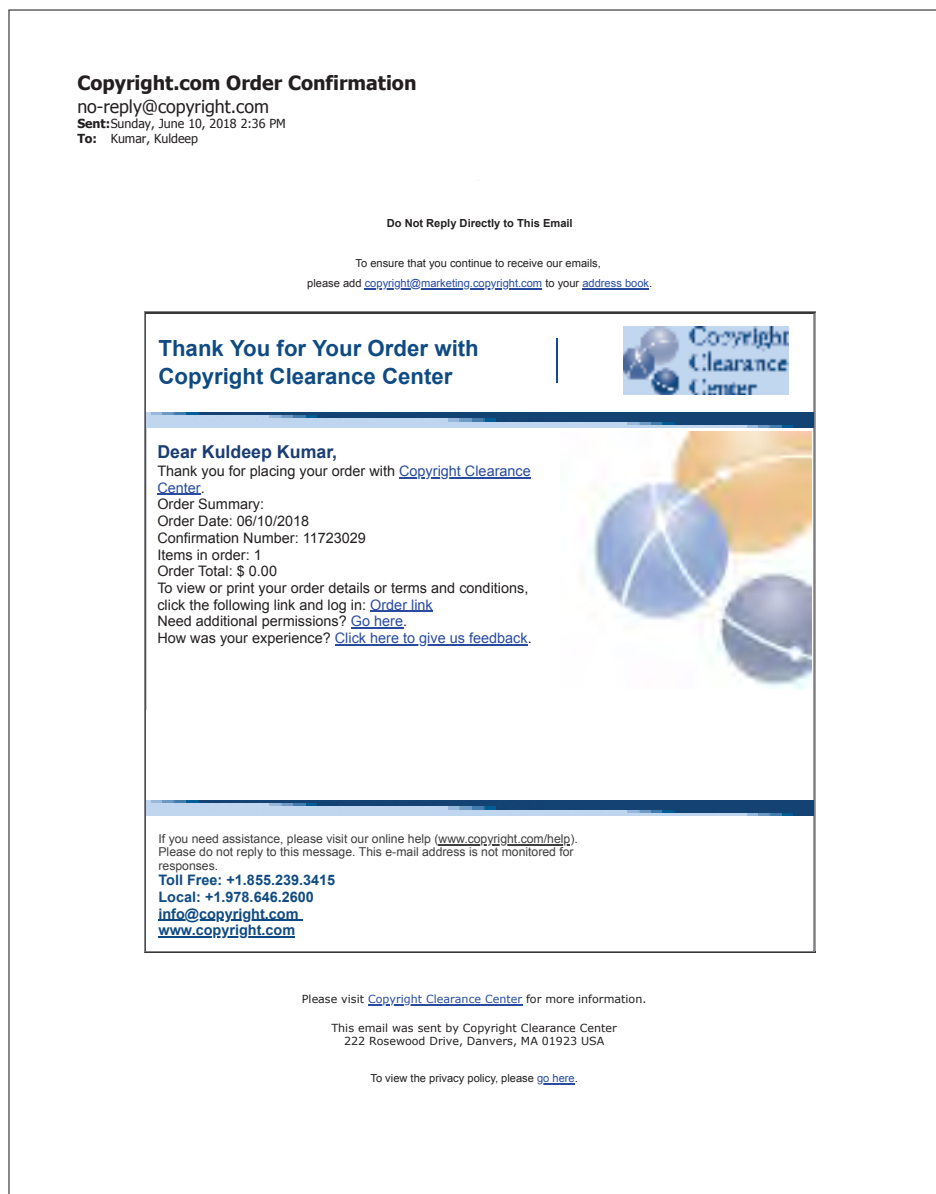 Copyright.com Order Confirmation
no-reply@copyright.com
Sent:Sunday, June 10, 2018 2:36 PM
To: Kumar, Kuldeep
Do Not Reply Directly to This Email
To ensure that you continue to receive our emails,
please add copyright@marketing.copyright.com to your address book.
Thank You for Your Order with
Copyright Clearance Center
Copyright
Clearance
Center
Dear Kuldeep Kumar,
Thank you for placing your order with Copyright Clearance
Center.
Order Summary:
Order Date: 06/10/2018
Confirmation Number: 11723029
Items in order: 1
Order Total: $ 0.00
To view or print your order details or terms and conditions,
click the following link and log in: Order link
Need additional permissions? Go here.
How was your experience? Click here to give us feedback.
If you need assistance, please visit our online help (www.copyright.com/help).
Please do not reply to this message. This e-mail address is not monitored for
responses.
Toll Free: +1.855.239.3415
Local: +1.978.646.2600
info@copyright.com
www.copyright.com
Please visit Copyright Clearance Center for more information.
This email was sent by Copyright Clearance Center
222 Rosewood Drive, Danvers, MA 01923 USA
To view the privacy policy, please go here.